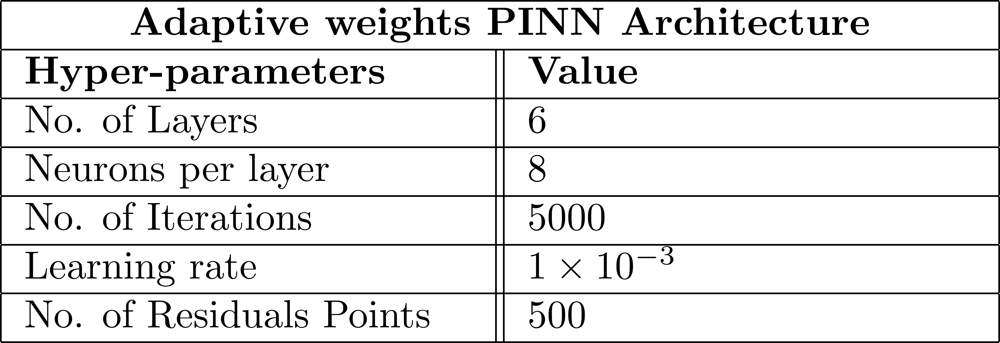 Adaptive weights PINN Architecture
Hyper-parameters Value
No. of Layers 6
Neurons per layer 8
No. of Iterations 5000
Learning rate 1 × 10⁻³
No. of Residuals Points 500